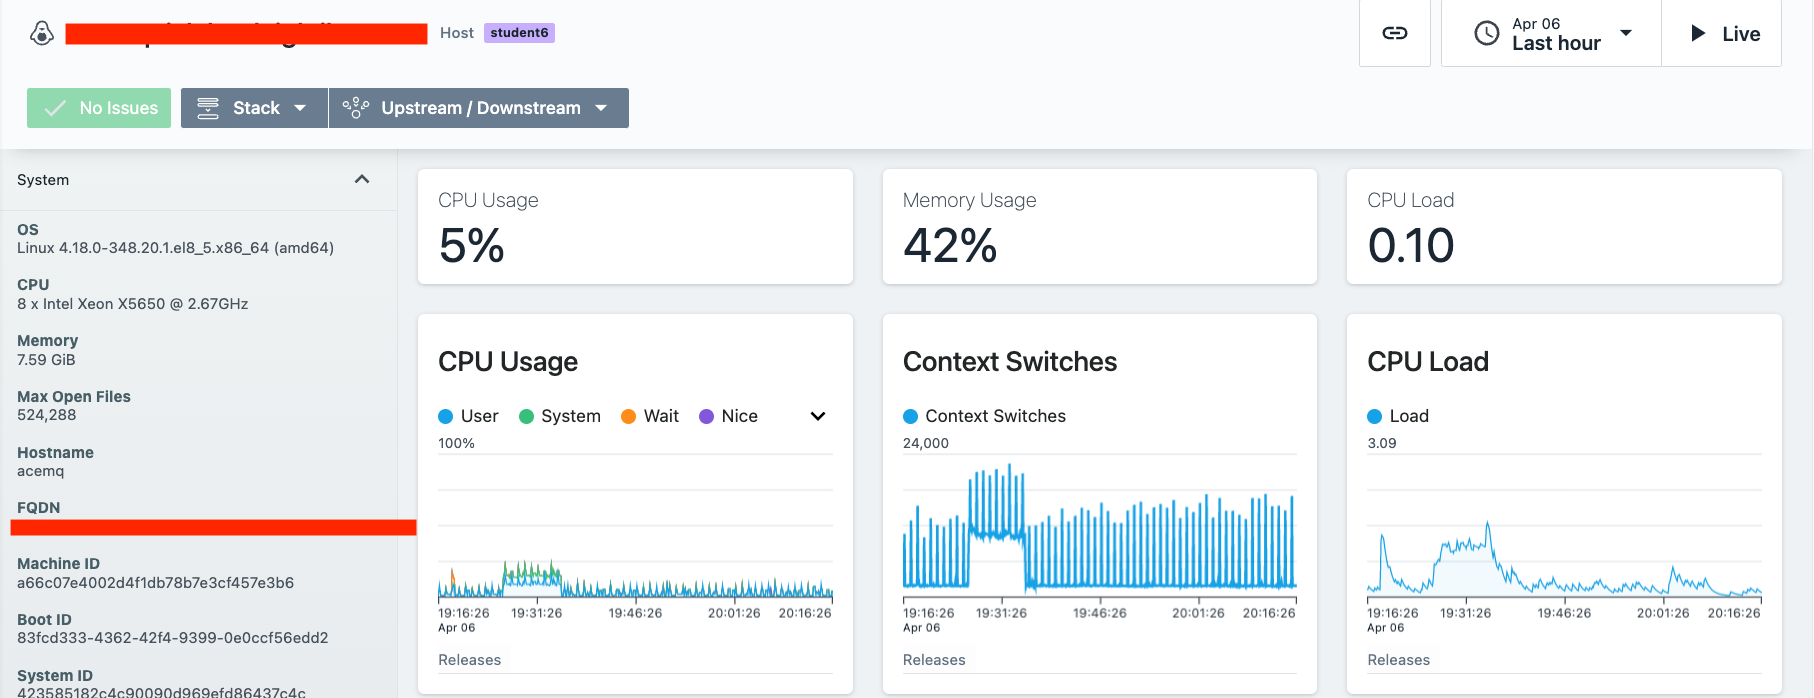 Host student6
Apr 06
Last hour
Live
No Issues
Stack
Upstream / Downstream
System
OS
Linux 4.18.0-348.20.1.el8_5.x86_64 (amd64)
CPU
8 x Intel Xeon X5650 @ 2.67GHz
Memory
7.59 GiB
Max Open Files
524,288
Hostname
acemq
FQDN
Machine ID
a66c07e4002d4f1db78b7e3cf457e3b6
Boot ID
83fcd333-4362-42f4-9399-0e0ccf56edd2
System ID
423585182c4c90090d969efd86437c4c
CPU Usage
5%
Memory Usage
42%
CPU Load
0.10
CPU Usage
User System Wait Nice
100%
19:16:26 19:31:26 19:46:26 20:01:26 20:16:26
Apr 06
Releases
Context Switches
Context Switches
24,000
19:16:26 19:31:26 19:46:26 20:01:26 20:16:26
Apr 06
Releases
CPU Load
Load
3.09
19:16:26 19:31:26 19:46:26 20:01:26 20:16:26
Apr 06
Releases